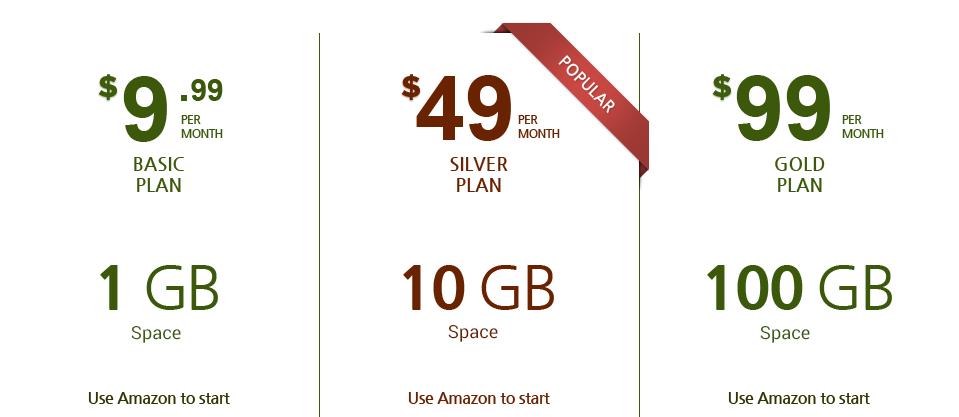 $9.99
PER
MONTH
BASIC
PLAN
1 GB
Space
Use Amazon to start
POPULAR
$49
PER
MONTH
SILVER
PLAN
10 GB
Space
Use Amazon to start
$99
PER
MONTH
GOLD
PLAN
100 GB
Space
Use Amazon to start